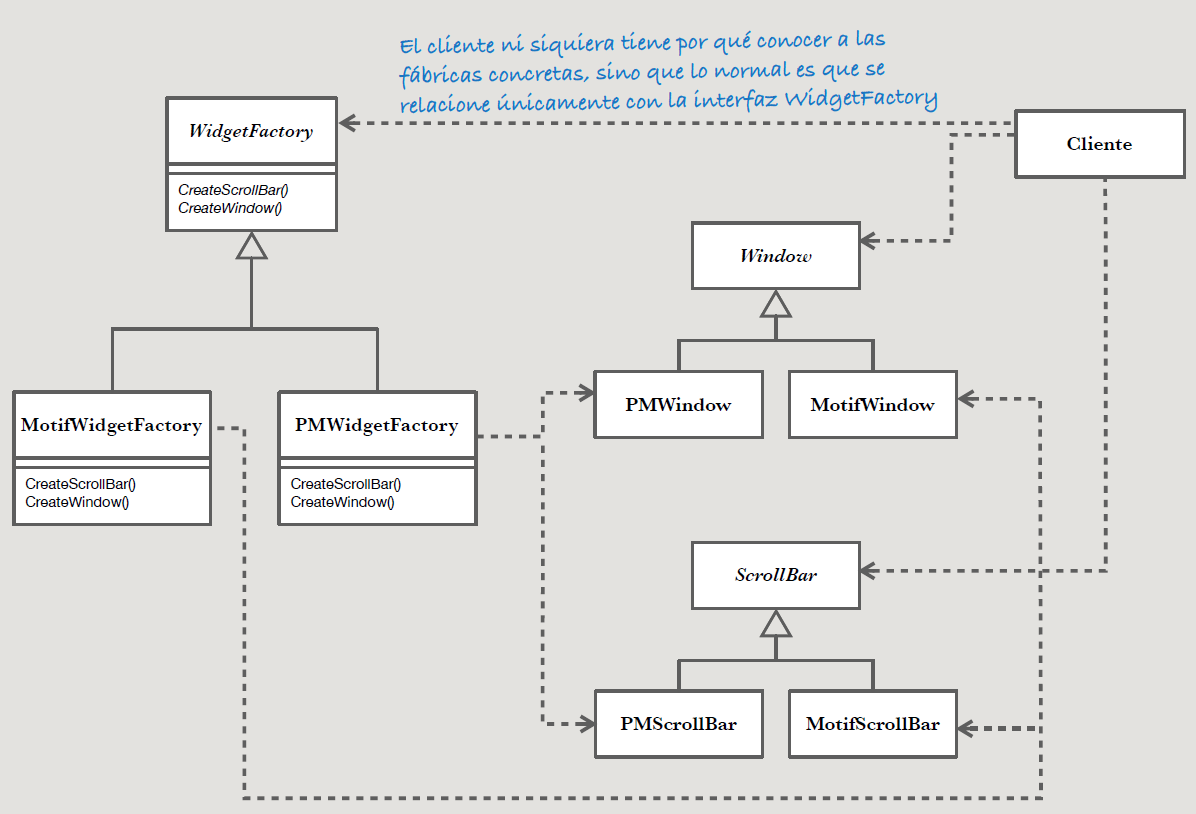 El cliente ni siquiera tiene por qué conocer a las
fábricas concretas, sino que lo normal es que se
relacione únicamente con la interfaz WidgetFactory
WidgetFactory
CreateScrollBar()
CreateWindow()
Cliente
Window
MotifWidgetFactory
CreateScrollBar()
CreateWindow()
PMWidgetFactory
CreateScrollBar()
CreateWindow()
PMWindow
MotifWindow
ScrollBar
PMScrollBar
MotifScrollBar